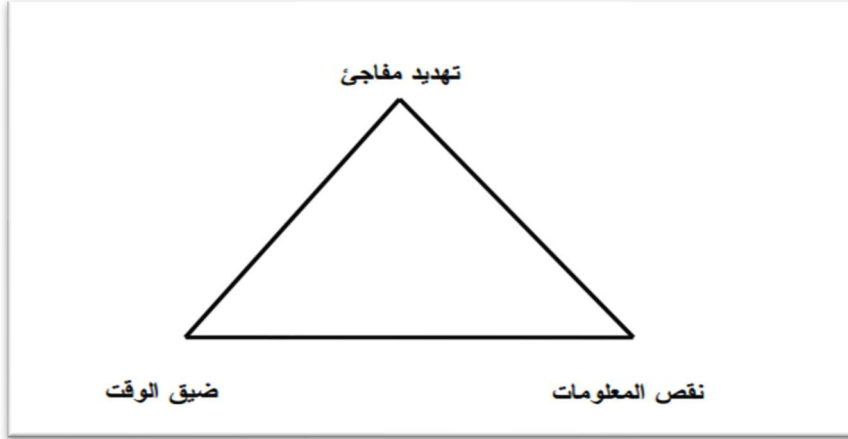 تهديد مفاجئ
نقص المعلومات
ضيق الوقت